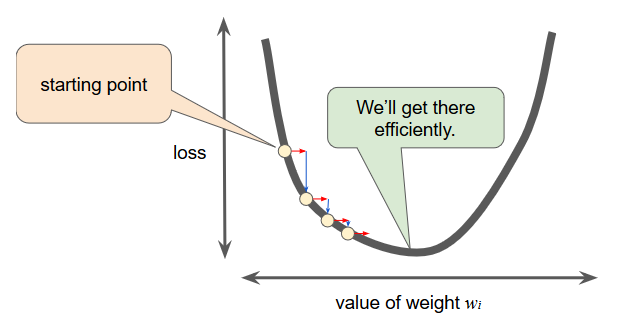 starting point
We'll get there
efficiently.
loss
value of weight wi